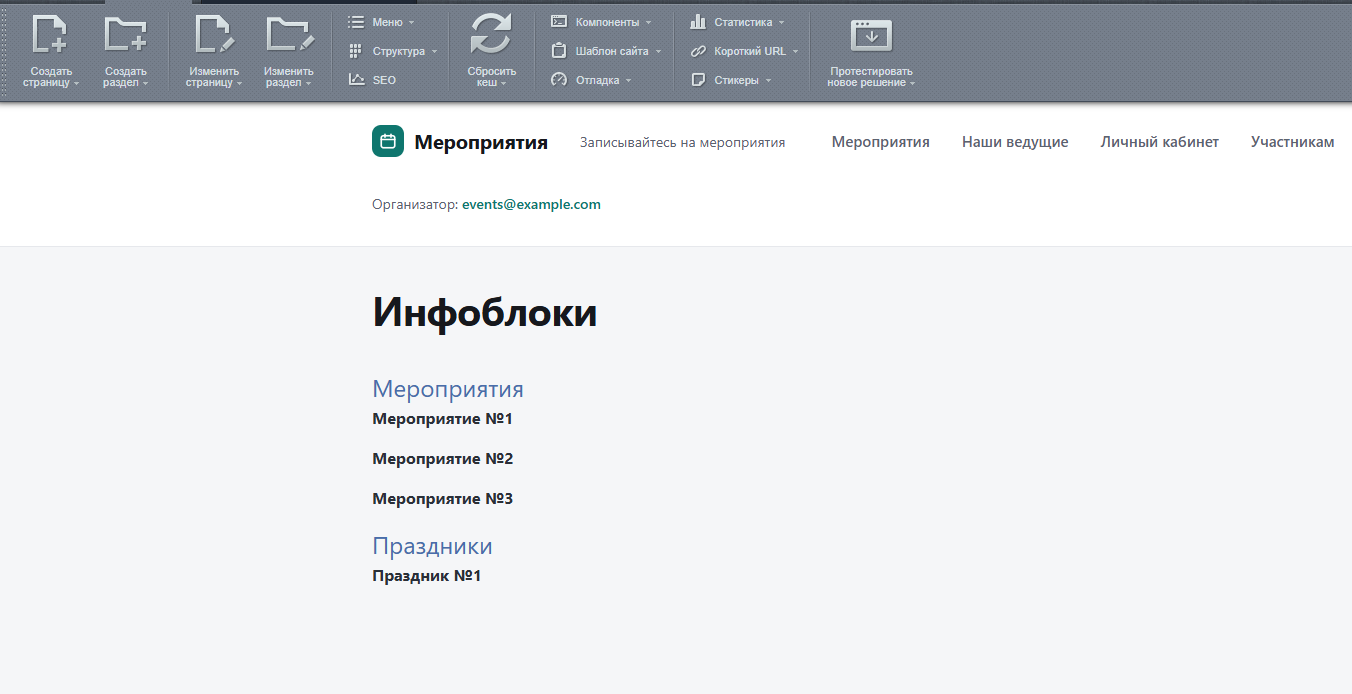 Создать страницу
Создать раздел
Изменить страницу
Изменить раздел
Меню
Структура
SEO
Сбросить кеш
Компоненты
Шаблон сайта
Отладка
Статистика
Короткий URL
Стикеры
Протестировать новое решение
Мероприятия
Записывайтесь на мероприятия
Мероприятия
Наши ведущие
Личный кабинет
Участникам
Организатор: events@example.com
Инфоблоки
Мероприятия
Мероприятие №1
Мероприятие №2
Мероприятие №3
Праздники
Праздник №1